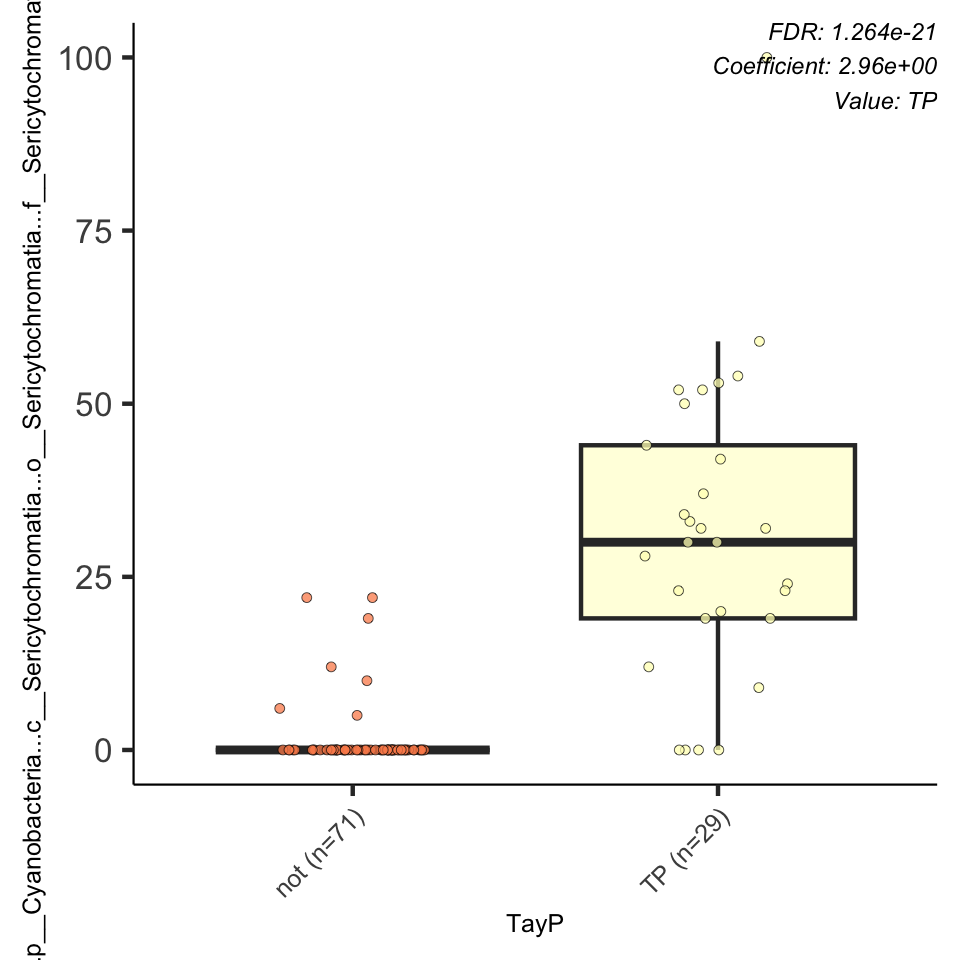 FDR: 1.264e-21
Coefficient: 2.96e+00
Value: TP
100
75
50
25
0
.p__Cyanobacteria...c__Sericytochromatia...o__Sericytochromatia...f__Sericytochroma
not (n=71)
TP (n=29)
TayP